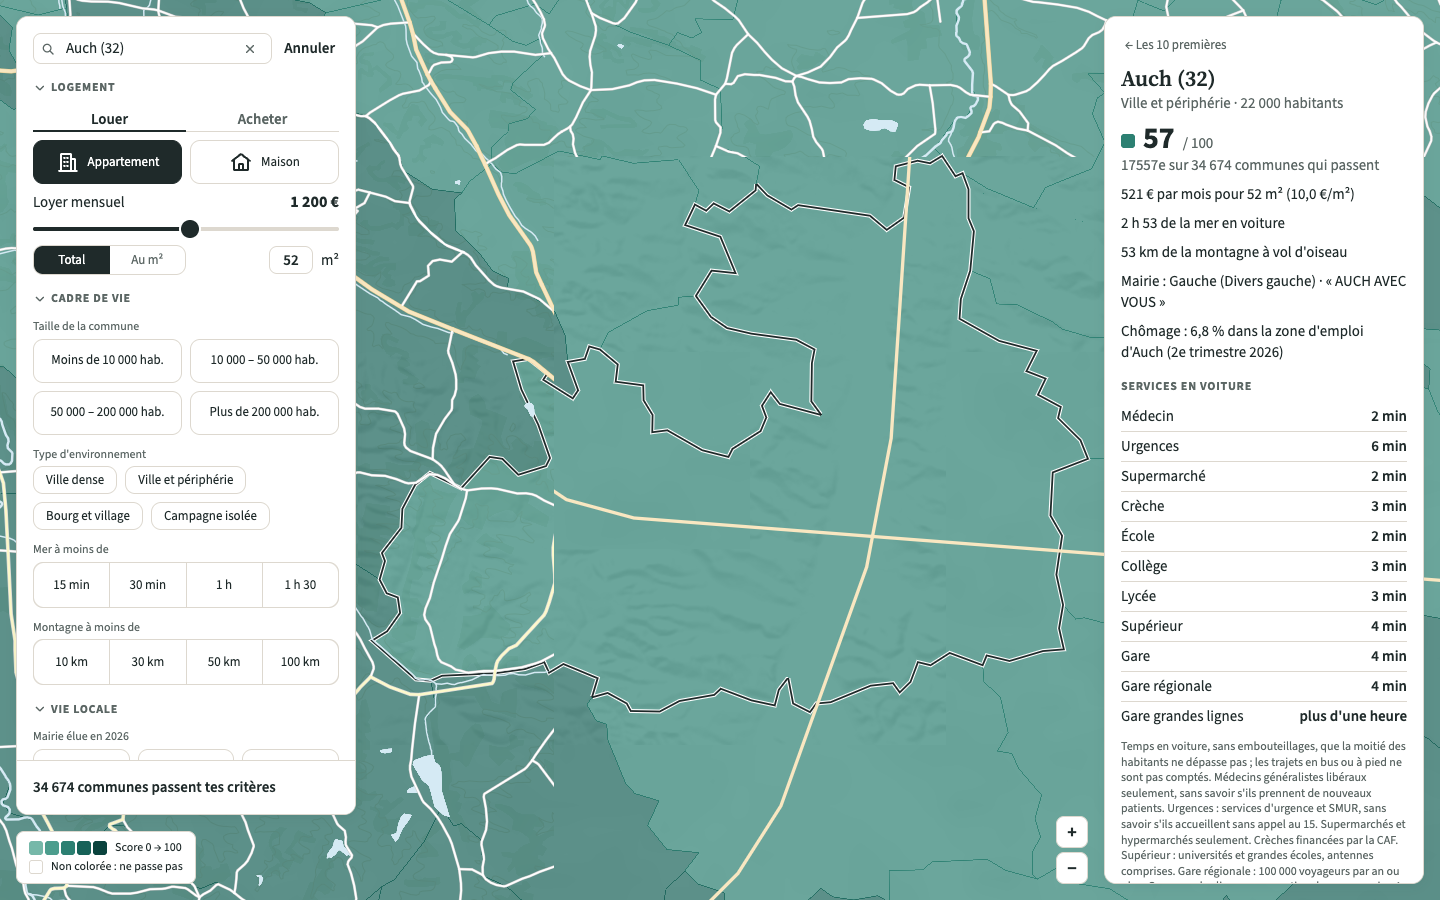 Auch (32)
Annuler
LOGEMENT
Louer
Acheter
Appartement
Maison
Loyer mensuel
1 200 €
Total
Au m²
52
m²
CADRE DE VIE
Taille de la commune
Moins de 10 000 hab.
10 000 – 50 000 hab.
50 000 – 200 000 hab.
Plus de 200 000 hab.
Type d'environnement
Ville dense
Ville et périphérie
Bourg et village
Campagne isolée
Mer à moins de
15 min
30 min
1 h
1 h 30
Montagne à moins de
10 km
30 km
50 km
100 km
VIE LOCALE
Mairie élue en 2026
34 674 communes passent tes critères
Score 0 → 100
Non colorée : ne passe pas
+
−
← Les 10 premières
Auch (32)
Ville et périphérie · 22 000 habitants
57 / 100
17557e sur 34 674 communes qui passent
521 € par mois pour 52 m² (10,0 €/m²)
2 h 53 de la mer en voiture
53 km de la montagne à vol d'oiseau
Mairie : Gauche (Divers gauche) · « AUCH AVEC
VOUS »
Chômage : 6,8 % dans la zone d'emploi
d'Auch (2e trimestre 2026)
SERVICES EN VOITURE
Médecin 2 min
Urgences 6 min
Supermarché 2 min
Crèche 3 min
École 2 min
Collège 3 min
Lycée 3 min
Supérieur 4 min
Gare 4 min
Gare régionale 4 min
Gare grandes lignes plus d'une heure
Temps en voiture, sans embouteillages, que la moitié des
habitants ne dépasse pas ; les trajets en bus ou à pied ne
sont pas comptés. Médecins généralistes libéraux
seulement, sans savoir s'ils prennent de nouveaux
patients. Urgences : services d'urgence et SMUR, sans
savoir s'ils accueillent sans appel au 15. Supermarchés et
hypermarchés seulement. Crèches financées par la CAF.
Supérieur : universités et grandes écoles, antennes
comprises. Gare régionale : 100 000 voyageurs par an ou